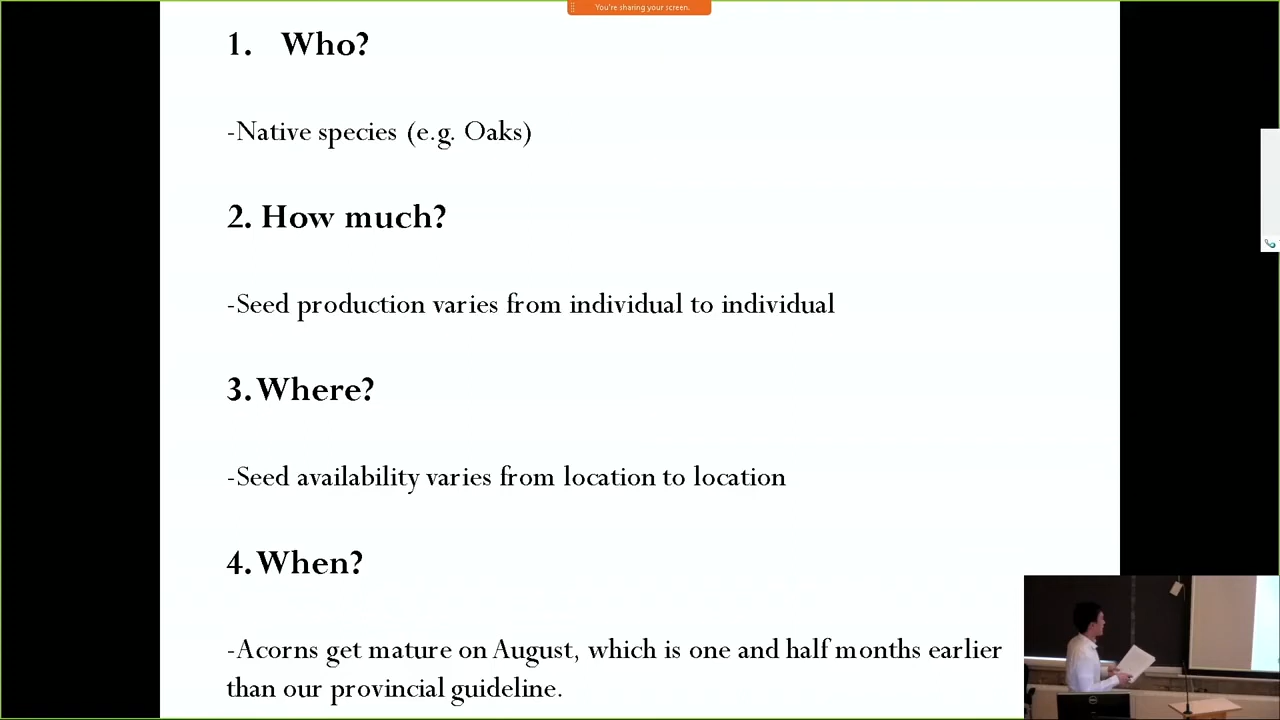 You're sharing your screen.
1. Who?
-Native species (e.g. Oaks)
2. How much?
-Seed production varies from individual to individual
3. Where?
-Seed availability varies from location to location
4. When?
-Acorns get mature on August, which is one and half months earlier
than our provincial guideline.